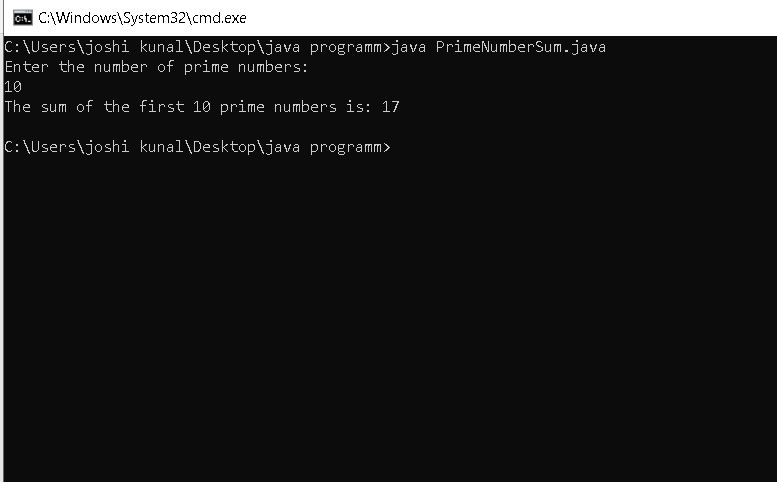 C:\Windows\System32\cmd.exe
C:\Users\joshi kunal\Desktop\java programm>java PrimeNumberSum.java
Enter the number of prime numbers:
10
The sum of the first 10 prime numbers is: 17
C:\Users\joshi kunal\Desktop\java programm>